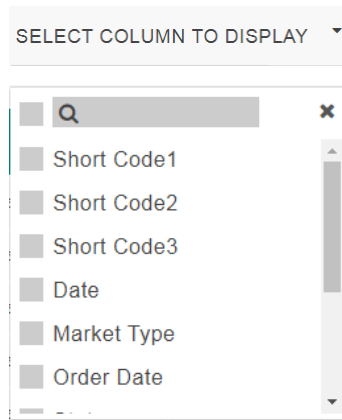 SELECT COLUMN TO DISPLAY
Short Code1
Short Code2
Short Code3
Date
Market Type
Order Date